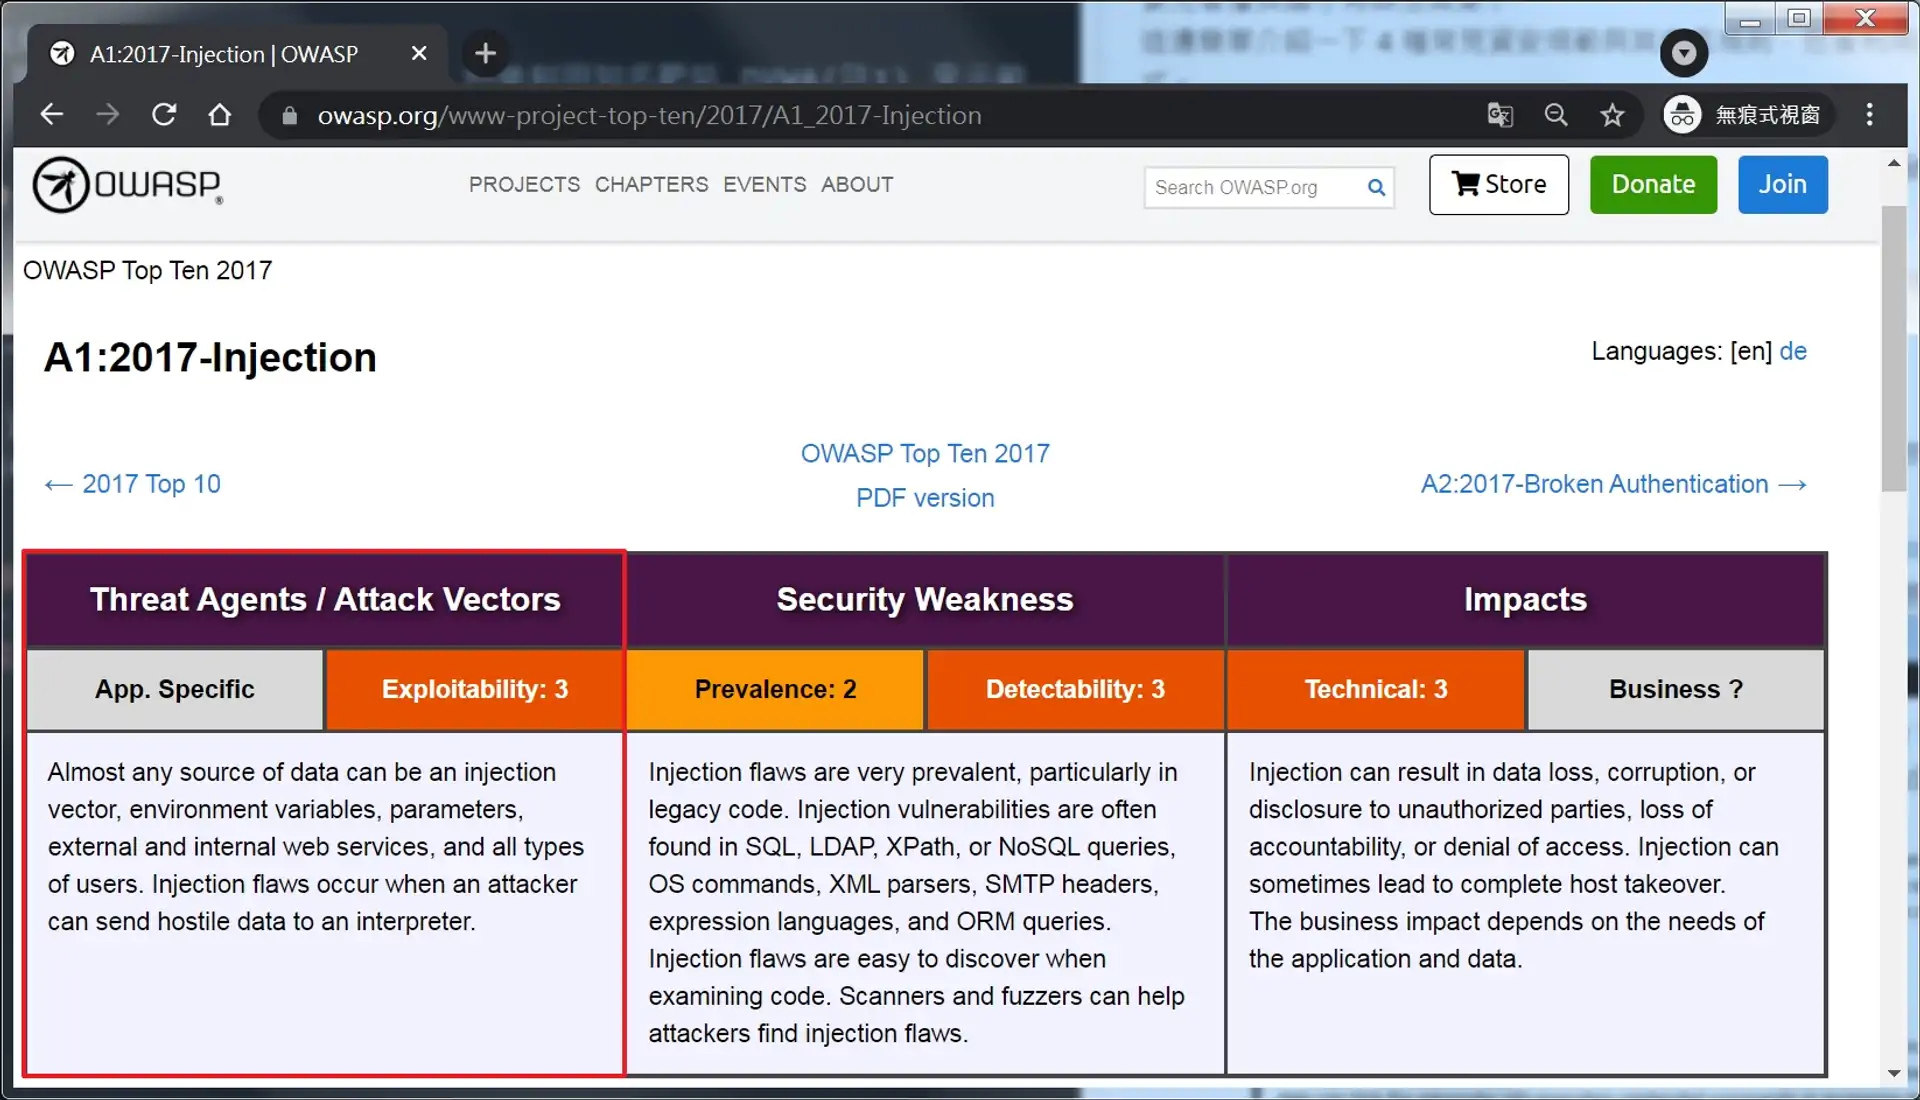 A1:2017-Injection | OWASP
owasp.org/www-project-top-ten/2017/A1_2017-Injection
無痕式視窗
OWASP®
PROJECTS CHAPTERS EVENTS ABOUT
Search OWASP.org
Store
Donate
Join
OWASP Top Ten 2017
A1:2017-Injection
Languages: [en] de
← 2017 Top 10
OWASP Top Ten 2017
PDF version
A2:2017-Broken Authentication →
Threat Agents / Attack Vectors
Security Weakness
Impacts
App. Specific
Exploitability: 3
Prevalence: 2
Detectability: 3
Technical: 3
Business ?
Almost any source of data can be an injection
vector, environment variables, parameters,
external and internal web services, and all types
of users. Injection flaws occur when an attacker
can send hostile data to an interpreter.
Injection flaws are very prevalent, particularly in
legacy code. Injection vulnerabilities are often
found in SQL, LDAP, XPath, or NoSQL queries,
OS commands, XML parsers, SMTP headers,
expression languages, and ORM queries.
Injection flaws are easy to discover when
examining code. Scanners and fuzzers can help
attackers find injection flaws.
Injection can result in data loss, corruption, or
disclosure to unauthorized parties, loss of
accountability, or denial of access. Injection can
sometimes lead to complete host takeover.
The business impact depends on the needs of
the application and data.